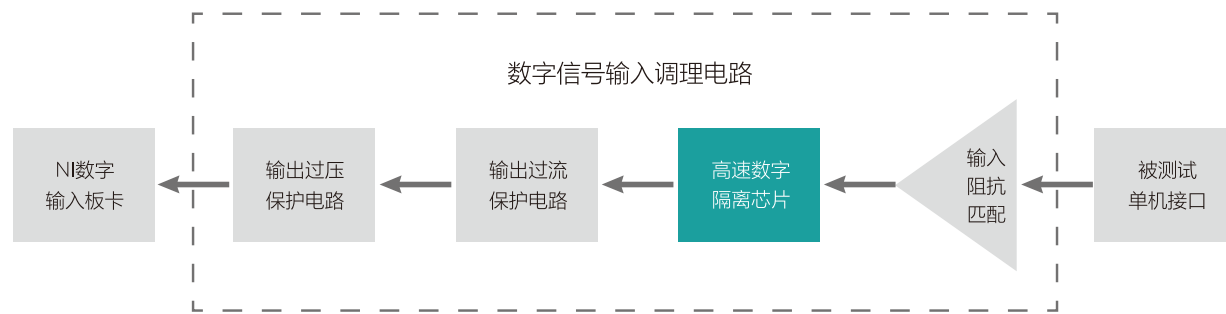 数字信号输入调理电路
NI数字
输入板卡
输出过压
保护电路
输出过流
保护电路
高速数字
隔离芯片
输入
阻抗
匹配
被测试
单机接口